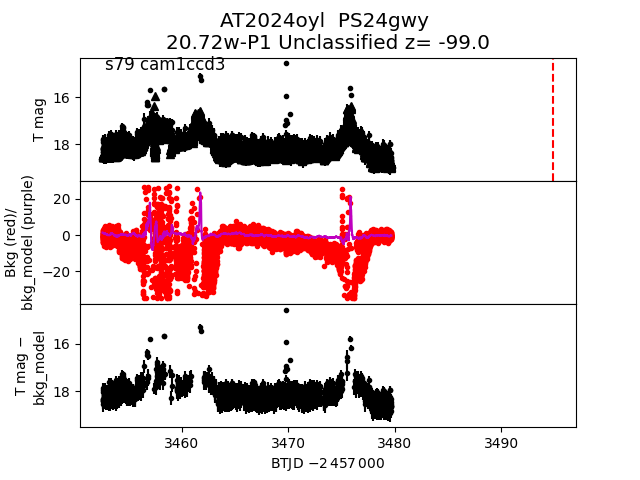 AT2024oyl PS24gwy
20.72w-P1 Unclassified z= -99.0
s79 cam1ccd3
T mag
16
18
Bkg (red)/
bkg_model (purple)
20
0
−20
T mag −
bkg_model
16
18
3460 3470 3480 3490
BTJD −2 457 000